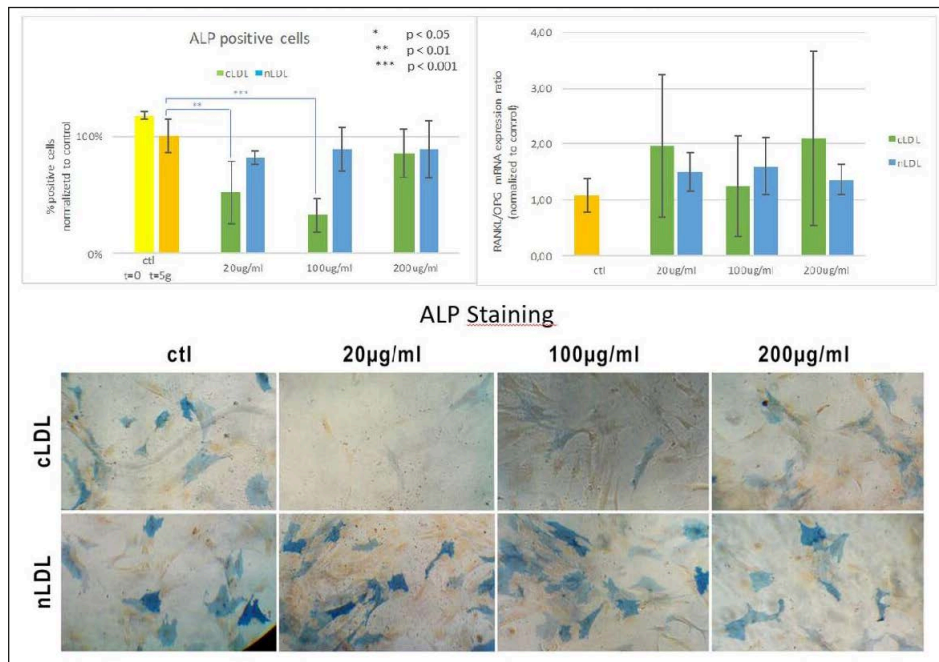 ALP positive cells
* p < 0.05
** p < 0.01
*** p < 0.001
cLDL nLDL
***
**
100%
0%
% positive cells
normalizetd to control
ctl
t=0 t=5g
20ug/ml
100ug/ml
200ug/ml
4,00
3,00
2,00
1,00
0,00
RANKL/OPG mRNA expression ratio
(normalized to control)
cLDL
nLDL
ctl
20ug/ml
100ug/ml
200ug/ml
ALP Staining
ctl 20µg/ml 100µg/ml 200µg/ml
cLDL
nLDL